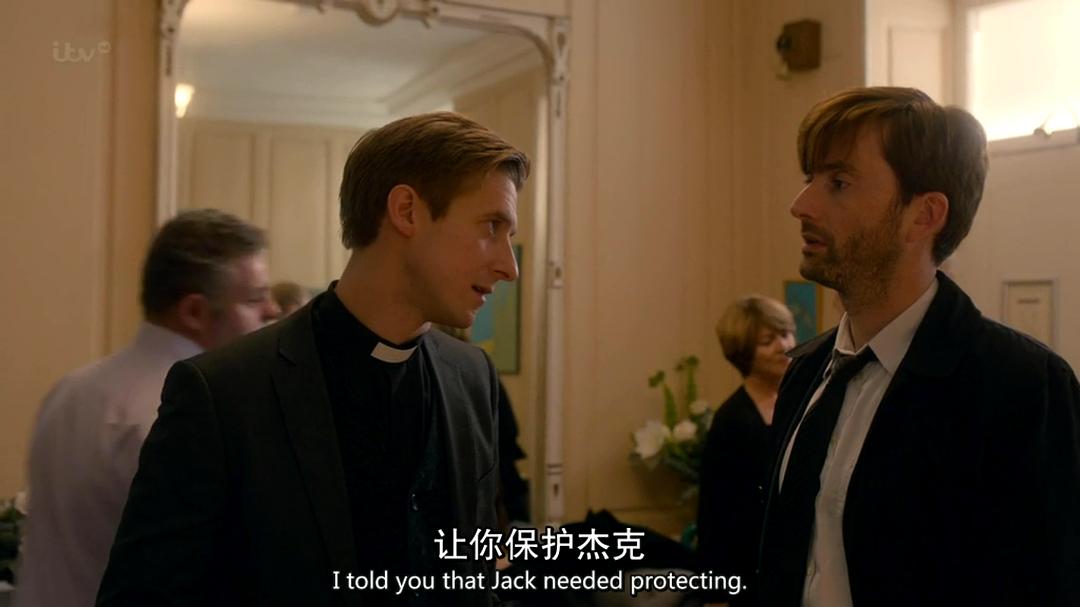 itv
让你保护杰克
I told you that Jack needed protecting.